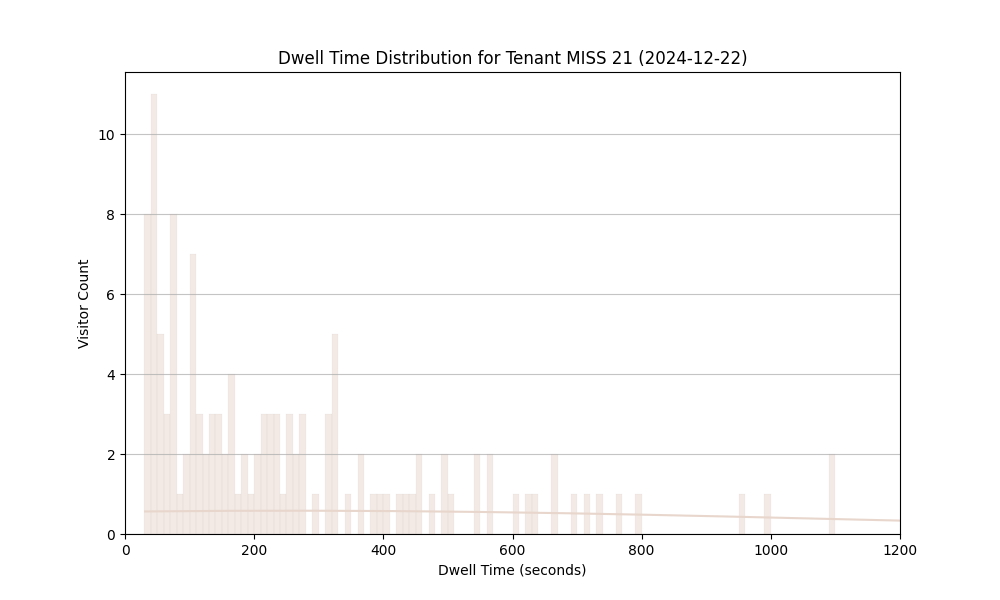 Dwell Time Distribution for Tenant MISS 21 (2024-12-22)
Visitor Count
10
8
6
4
2
0
0 200 400 600 800 1000 1200
Dwell Time (seconds)